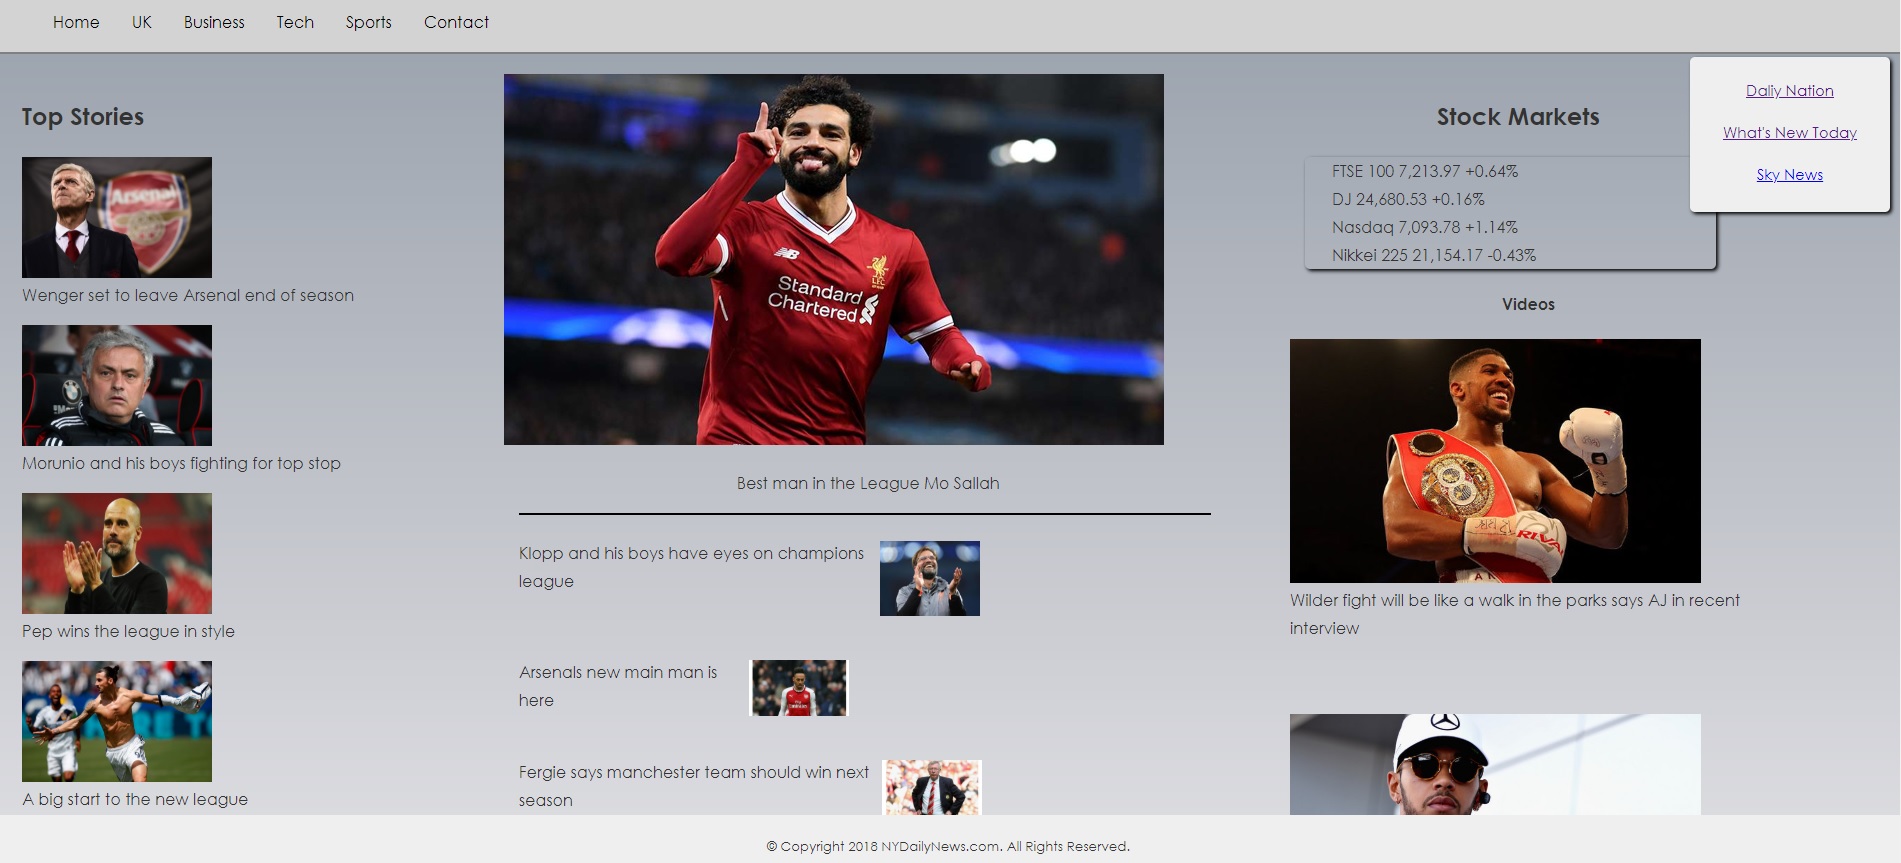 Home UK Business Tech Sports Contact
Top Stories
Arsenal
Wenger set to leave Arsenal end of season
Morunio and his boys fighting for top stop
Pep wins the league in style
A big start to the new league
Standard
Chartered
Best man in the League Mo Sallah
Klopp and his boys have eyes on champions
league
Arsenals new main man is
here
Fergie says manchester team should win next
season
Stock Markets
FTSE 100 7,213.97 +0.64%
DJ 24,680.53 +0.16%
Nasdaq 7,093.78 +1.14%
Nikkei 225 21,154.17 -0.43%
Videos
Wilder fight will be like a walk in the parks says AJ in recent
interview
Daliy Nation
What's New Today
Sky News
© Copyright 2018 NYDailyNews.com. All Rights Reserved.